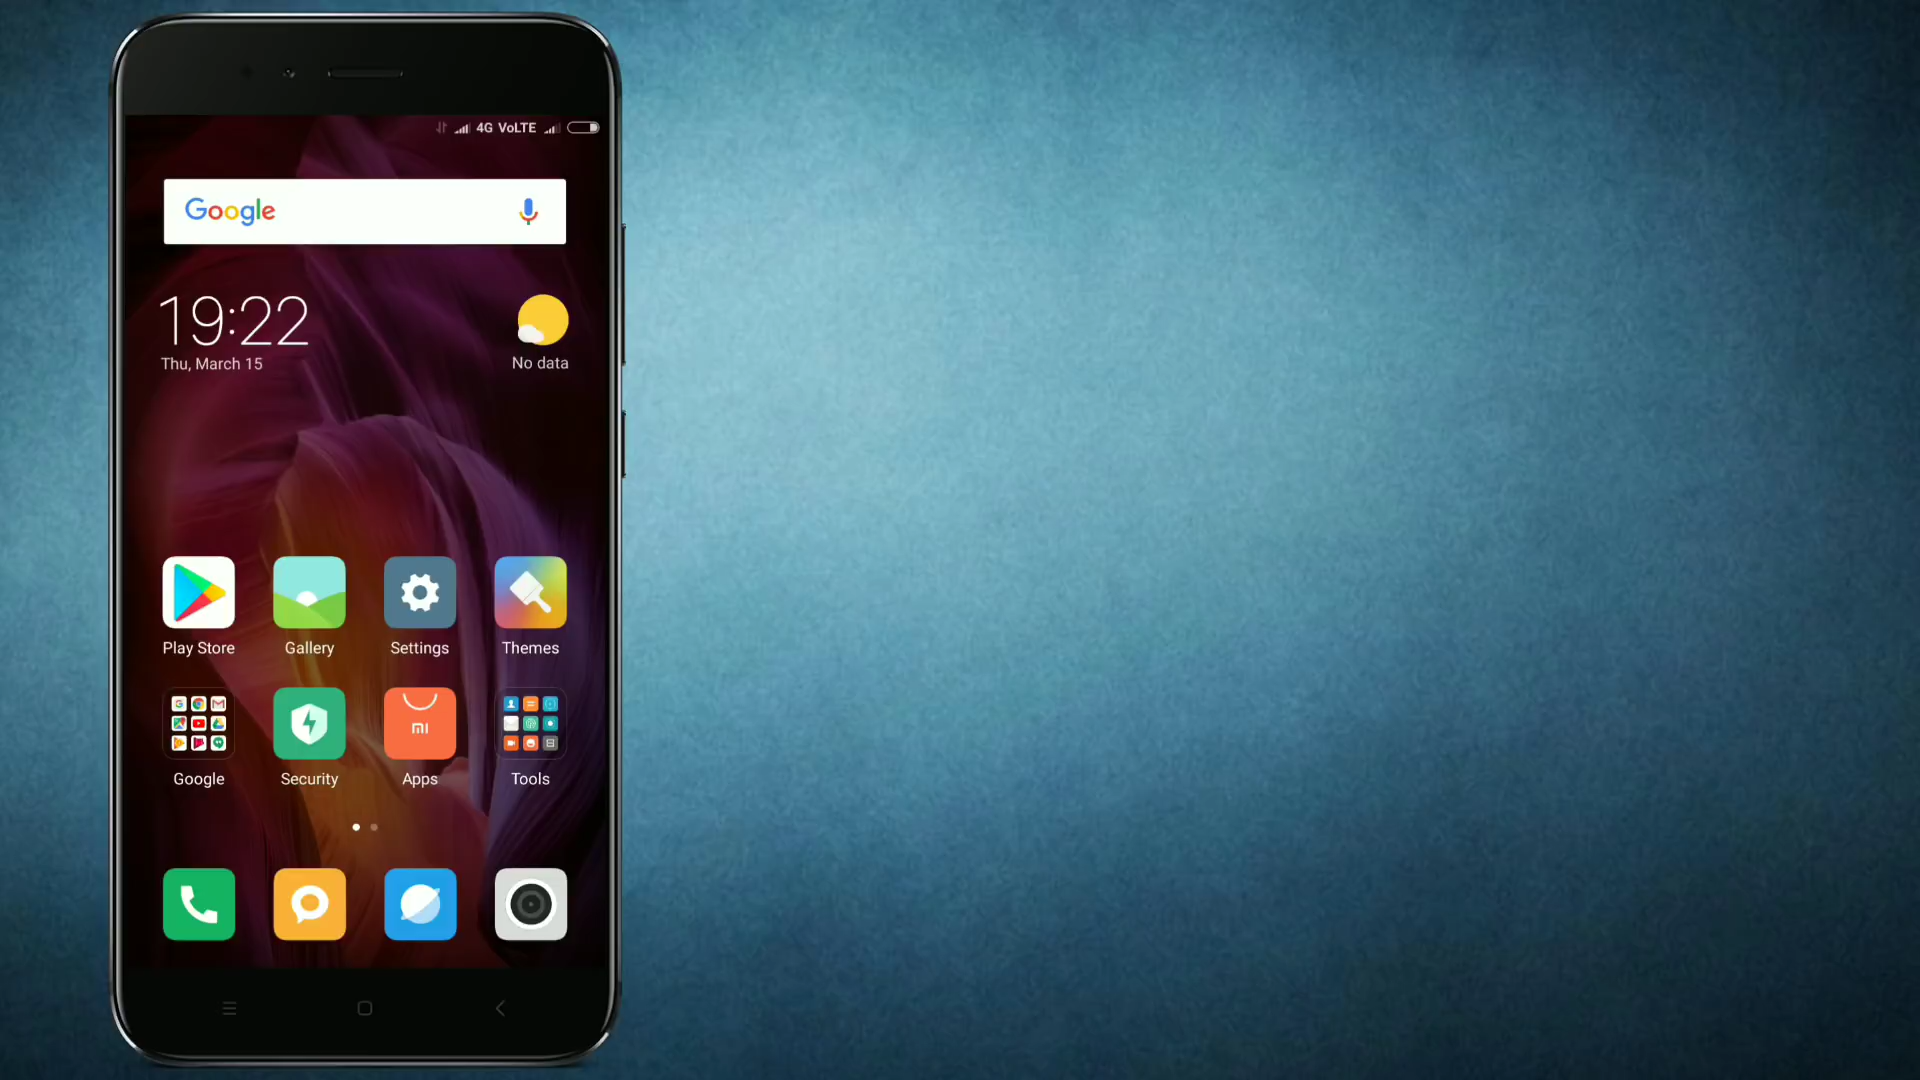 4G VoLTE
Google
19:22
Thu, March 15
No data
Play Store
Gallery
Settings
Themes
mi
Google
Security
Apps
Tools